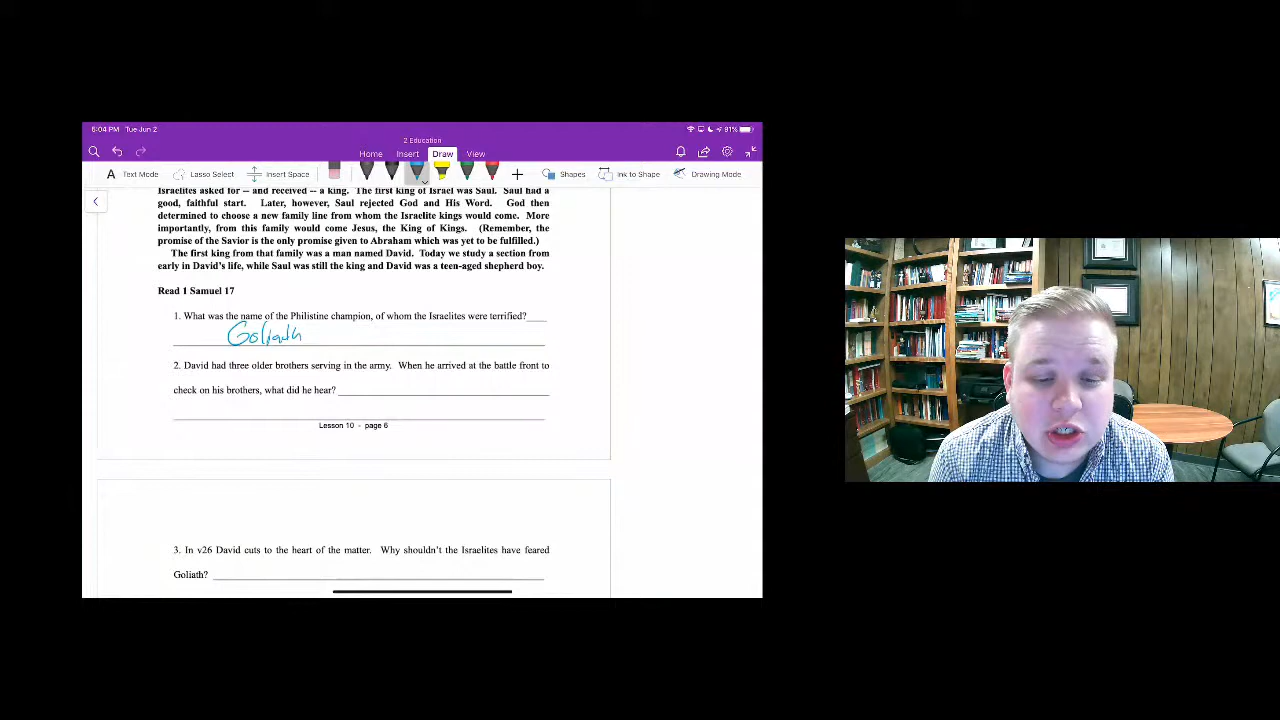 6:04 PM Tue Jun 2
91%
2 Education
Home Insert Draw View
Text Mode Lasso Select Insert Space Shapes Ink to Shape Drawing Mode
Israelites asked for -- and received -- a king. The first king of Israel was Saul. Saul had a
good, faithful start. Later, however, Saul rejected God and His Word. God then
determined to choose a new family line from whom the Israelite kings would come. More
importantly, from this family would come Jesus, the King of Kings. (Remember, the
promise of the Savior is the only promise given to Abraham which was yet to be fulfilled.)
The first king from that family was a man named David. Today we study a section from
early in David's life, while Saul was still the king and David was a teen-aged shepherd boy.
Read 1 Samuel 17
1. What was the name of the Philistine champion, of whom the Israelites were terrified?
Goliath
2. David had three older brothers serving in the army. When he arrived at the battle front to
check on his brothers, what did he hear?
Lesson 10 - page 6
3. In v26 David cuts to the heart of the matter. Why shouldn't the Israelites have feared
Goliath?